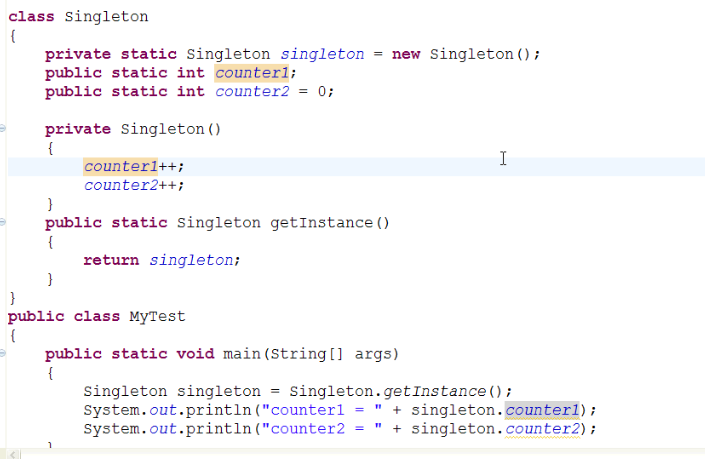 class Singleton
{
    private static Singleton singleton = new Singleton();
    public static int counter1;
    public static int counter2 = 0;

    private Singleton()
    {
        counter1++;
        counter2++;
    }
    public static Singleton getInstance()
    {
        return singleton;
    }
}
public class MyTest
{
    public static void main(String[] args)
    {
        Singleton singleton = Singleton.getInstance();
        System.out.println("counter1 = " + singleton.counter1);
        System.out.println("counter2 = " + singleton.counter2);
    }